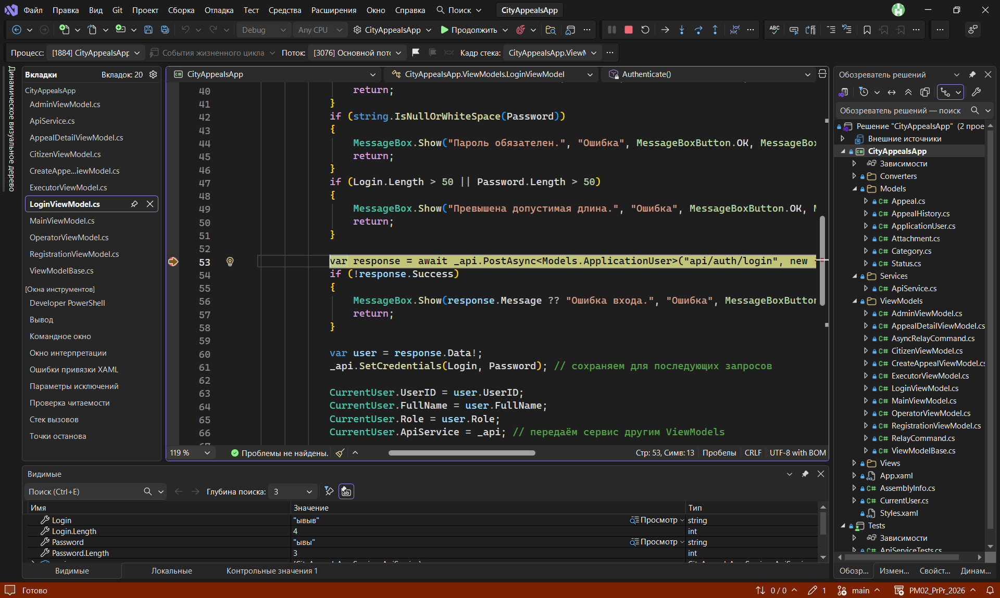 Файл Правка Вид Git Проект Сборка Отладка Тест Средства Расширения Окно Справка Поиск CityAppealsApp
Debug Any CPU CityAppealsApp Продолжить
Процесс: [1884] CityAppealsApp События жизненного цикла Поток: [3076] Основной пото Кадр стека: CityAppealsApp.ViewM
Динамическое визуальное дерево
Вкладки Вкладок: 20
CityAppealsApp
AdminViewModel.cs
ApiService.cs
AppealDetailViewModel.cs
CitizenViewModel.cs
CreateAppe...iewModel.cs
ExecutorViewModel.cs
LoginViewModel.cs
MainViewModel.cs
OperatorViewModel.cs
RegistrationViewModel.cs
ViewModelBase.cs
[Окна инструментов]
Developer PowerShell
Вывод
Командное окно
Окно интерпретации
Ошибки привязки XAML
Параметры исключений
Проверка читаемости
Стек вызовов
Точки останова
CityAppealsApp CityAppealsApp.ViewModels.LoginViewModel Authenticate()
40 return;
41 }
42 if (string.IsNullOrWhiteSpace(Password))
43 {
44 MessageBox.Show("Пароль обязателен.", "Ошибка", MessageBoxButton.OK, MessageBox
45 return;
46 }
47 if (Login.Length > 50 || Password.Length > 50)
48 {
49 MessageBox.Show("Превышена допустимая длина.", "Ошибка", MessageBoxButton.OK, M
50 return;
51 }
52
53 var response = await _api.PostAsync<Models.ApplicationUser>("api/auth/login", new
54 if (!response.Success)
55 {
56 MessageBox.Show(response.Message ?? "Ошибка входа.", "Ошибка", MessageBoxButton
57 return;
58 }
59
60 var user = response.Data!;
61 _api.SetCredentials(Login, Password); // сохраняем для последующих запросов
62
63 CurrentUser.UserID = user.UserID;
64 CurrentUser.FullName = user.FullName;
65 CurrentUser.Role = user.Role;
66 CurrentUser.ApiService = _api; // передаём сервис другим ViewModels
119 % Проблемы не найдены. Стр: 53, Симв: 13 Пробелы CRLF UTF-8 with BOM
Видимые
Поиск (Ctrl+E) Глубина поиска: 3
Имя Значение Тип
Login "ывыв" Просмотр string
Login.Length 4 int
Password "ывы" Просмотр string
Password.Length 3 int
Видимые Локальные Контрольные значения 1
Обозреватель решений
Обозреватель решений — поиск
Решение "CityAppealsApp" (2 прое
Внешние источники
CityAppealsApp
Зависимости
Converters
Models
C# Appeal.cs
C# AppealHistory.cs
C# ApplicationUser.cs
C# Attachment.cs
C# Category.cs
C# Status.cs
Services
C# ApiService.cs
ViewModels
C# AdminViewModel.cs
C# AppealDetailViewModel.cs
C# AsyncRelayCommand.cs
C# CitizenViewModel.cs
C# CreateAppealViewModel.cs
C# ExecutorViewModel.cs
C# LoginViewModel.cs
C# MainViewModel.cs
C# OperatorViewModel.cs
C# RegistrationViewModel.cs
C# RelayCommand.cs
C# ViewModelBase.cs
Views
App.xaml
C# AssemblyInfo.cs
C# CurrentUser.cs
Styles.xaml
Tests
Зависимости
C# ApiServiceTests.cs
Обозр... Измен... Свойст... Динам...
Готово 0 / 0 1 main PM02_PrPr_2026